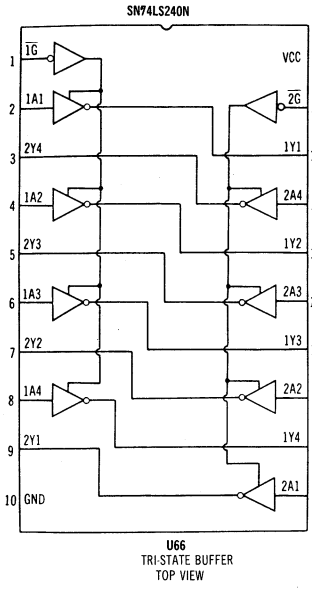 SN74LS240N
1 1G VCC
2 1A1 2G
3 2Y4 1Y1
4 1A2 2A4
5 2Y3 1Y2
6 1A3 2A3
7 2Y2 1Y3
8 1A4 2A2
9 2Y1 1Y4
10 GND 2A1
U66
TRI-STATE BUFFER
TOP VIEW